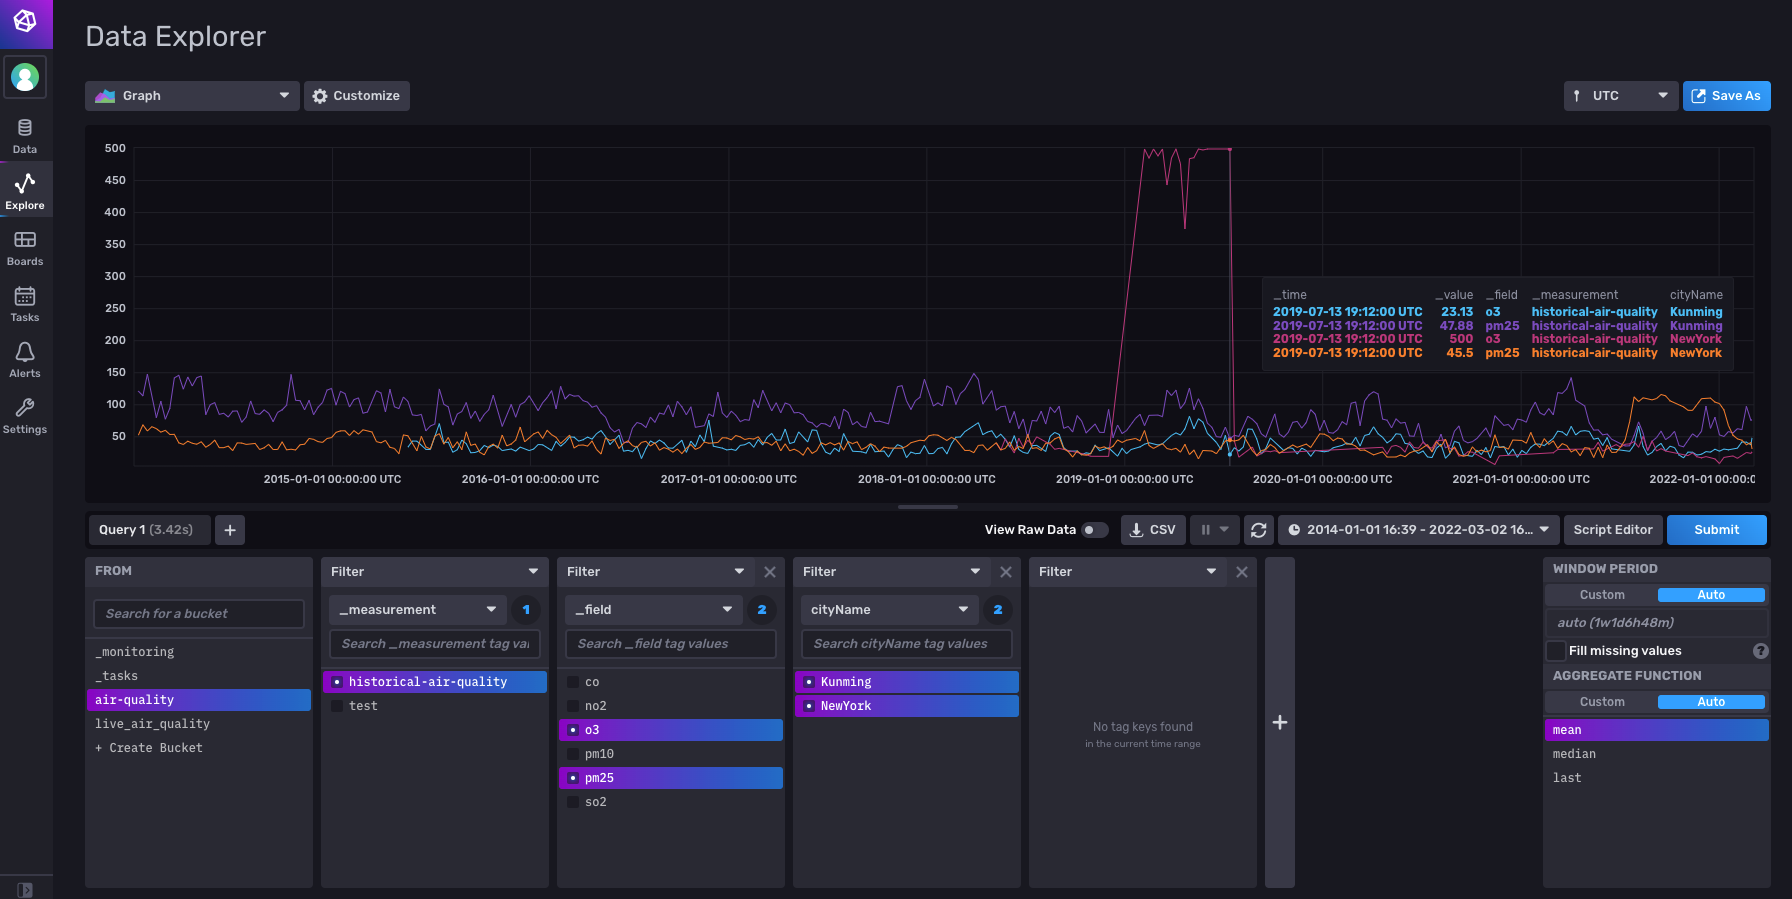 Data Explorer
Graph
Customize
UTC
Save As
Data
Explore
Boards
Tasks
Alerts
Settings
500
450
400
350
300
250
200
150
100
50
_time _value _field _measurement cityName
2019-07-13 19:12:00 UTC 23.13 o3 historical-air-quality Kunming
2019-07-13 19:12:00 UTC 47.88 pm25 historical-air-quality Kunming
2019-07-13 19:12:00 UTC 500 o3 historical-air-quality NewYork
2019-07-13 19:12:00 UTC 45.5 pm25 historical-air-quality NewYork
2015-01-01 00:00:00 UTC 2016-01-01 00:00:00 UTC 2017-01-01 00:00:00 UTC 2018-01-01 00:00:00 UTC 2019-01-01 00:00:00 UTC 2020-01-01 00:00:00 UTC 2021-01-01 00:00:00 UTC 2022-01-01 00:00:0
Query 1 (3.42s)
+
View Raw Data
CSV
2014-01-01 16:39 - 2022-03-02 16...
Script Editor
Submit
FROM
Search for a bucket
_monitoring
_tasks
air-quality
live_air_quality
+ Create Bucket
Filter
_measurement
1
Search _measurement tag val
historical-air-quality
test
Filter
_field
2
Search _field tag values
co
no2
o3
pm10
pm25
so2
Filter
cityName
2
Search cityName tag values
Kunming
NewYork
Filter
No tag keys found
in the current time range
+
WINDOW PERIOD
Custom Auto
auto (1w1d6h48m)
Fill missing values
?
AGGREGATE FUNCTION
Custom Auto
mean
median
last